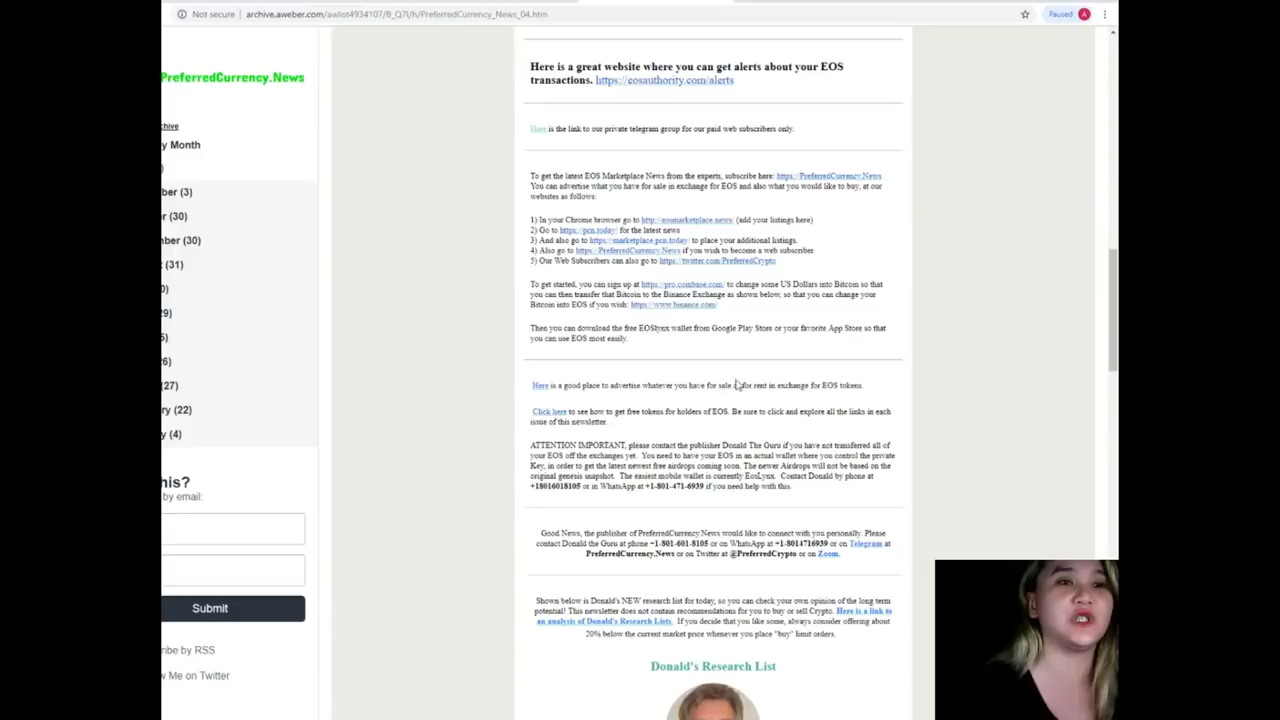 Not secure | archive.aweber.com/awlist4934107/B_Q7I/h/PreferredCurrency_News_04.htm
Paused A
PreferredCurrency.News
chive
y Month
)
ber (3)
r (30)
nber (30)
t (31)
0)
29)
5)
26)
(27)
ry (22)
y (4)
his?
by email:
Submit
ribe by RSS
w Me on Twitter
Here is a great website where you can get alerts about your EOS
transactions. https://eosauthority.com/alerts
Here is the link to our private telegram group for our paid web subscribers only.
To get the latest EOS Marketplace News from the experts, subscribe here: https://PreferredCurrency.News
You can advertise what you have for sale in exchange for EOS and also what you would like to buy, at our
websites as follows:
1) In your Chrome browser go to http://eosmarketplace.news/ (add your listings here)
2) Go to https://pcn.today/ for the latest news
3) And also go to https://marketplace.pcn.today/ to place your additional listings.
4) Also go to https://PreferredCurrency.News if you wish to become a web subscriber.
5) Our Web Subscribers can also go to https://twitter.com/PreferredCrypto
To get started, you can sign up at https://pro.coinbase.com/ to change some US Dollars into Bitcoin so that
you can then transfer that Bitcoin to the Binance Exchange as shown below, so that you can change your
Bitcoin into EOS if you wish: https://www.binance.com/
Then you can download the free EOSlynx wallet from Google Play Store or your favorite App Store so that
you can use EOS most easily.
Here is a good place to advertise whatever you have for sale or for rent in exchange for EOS tokens.
Click here to see how to get free tokens for holders of EOS. Be sure to click and explore all the links in each
issue of this newsletter.
ATTENTION IMPORTANT, please contact the publisher Donald The Guru if you have not transferred all of
your EOS off the exchanges yet. You need to have your EOS in an actual wallet where you control the private
Key, in order to get the latest newest free airdrops coming soon. The newer Airdrops will not be based on the
original genesis snapshot. The easiest mobile wallet is currently EosLynx. Contact Donald by phone at
+18016018105 or in WhatsApp at +1-801-471-6939 if you need help with this.
Good News, the publisher of PreferredCurrency.News would like to connect with you personally. Please
contact Donald the Guru at phone +1-801-601-8105 or on WhatsApp at +1-8014716939 or on Telegram at
PreferredCurrency.News or on Twitter at @PreferredCrypto or on Zoom.
Shown below is Donald's NEW research list for today, so you can check your own opinion of the long term
potential! This newsletter does not contain recommendations for you to buy or sell Crypto. Here is a link to
an analysis of Donald's Research Lists. If you decide that you like some, always consider offering about
20% below the current market price whenever you place "buy" limit orders.
Donald's Research List